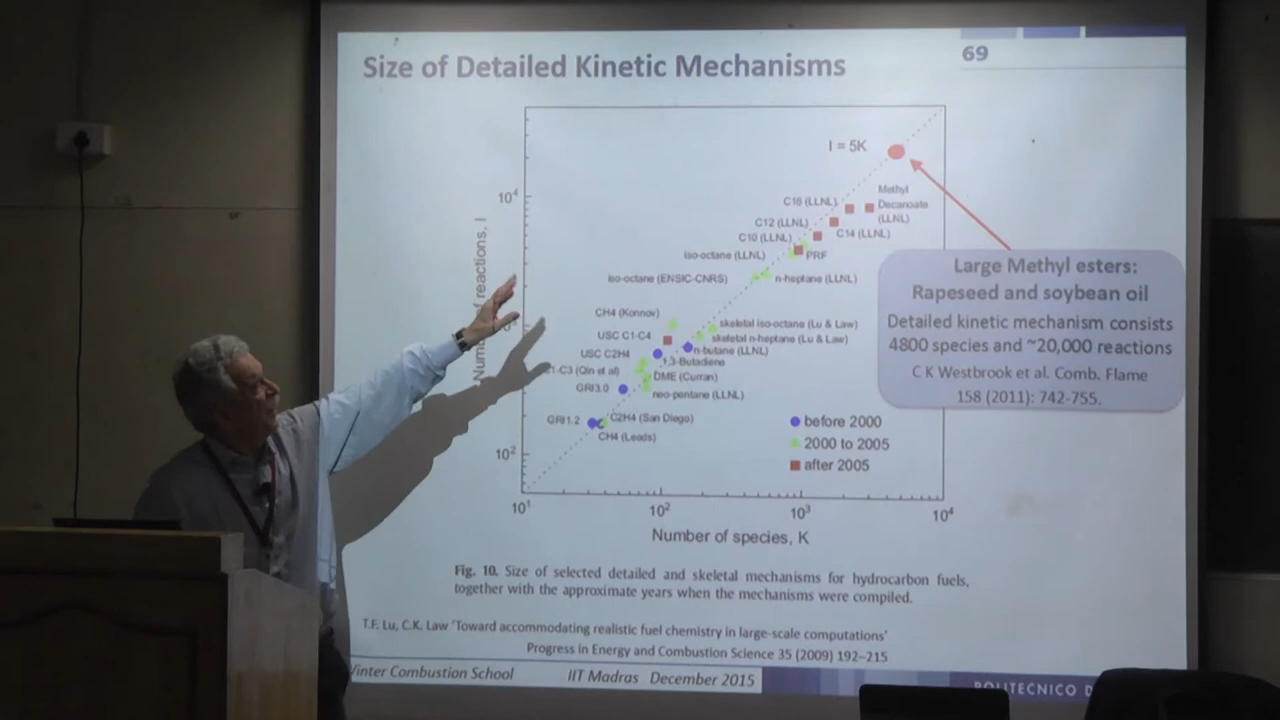 Size of Detailed Kinetic Mechanisms
69
I = 5K
Methyl
Decanoate
(LLNL)
C16 (LLNL)
C12 (LLNL)
C14 (LLNL)
C10 (LLNL)
iso-octane (LLNL)
PRF
iso-octane (ENSIC-CNRS)
n-heptane (LLNL)
CH4 (Konnov)
skeletal iso-octane (Lu & Law)
USC C1-C4
skeletal n-heptane (Lu & Law)
n-butane (LLNL)
USC C2H4
1,3-Butadiene
C1-C3 (Qin et al)
DME (Curran)
GRI3.0
neo-pentane (LLNL)
GRI1.2
C2H4 (San Diego)
CH4 (Leeds)
before 2000
2000 to 2005
after 2005
10⁴
10²
reactions, I
10¹
10²
10³
10⁴
Number of species, K
Large Methyl esters:
Rapeseed and soybean oil
Detailed kinetic mechanism consists
4800 species and ~20,000 reactions
C K Westbrook et al. Comb. Flame
158 (2011): 742-755.
Fig. 10. Size of selected detailed and skeletal mechanisms for hydrocarbon fuels,
together with the approximate years when the mechanisms were compiled.
T.F. Lu, C.K. Law 'Toward accommodating realistic fuel chemistry in large-scale computations'
Progress in Energy and Combustion Science 35 (2009) 192–215
Winter Combustion School
IIT Madras December 2015
POLITECNICO D